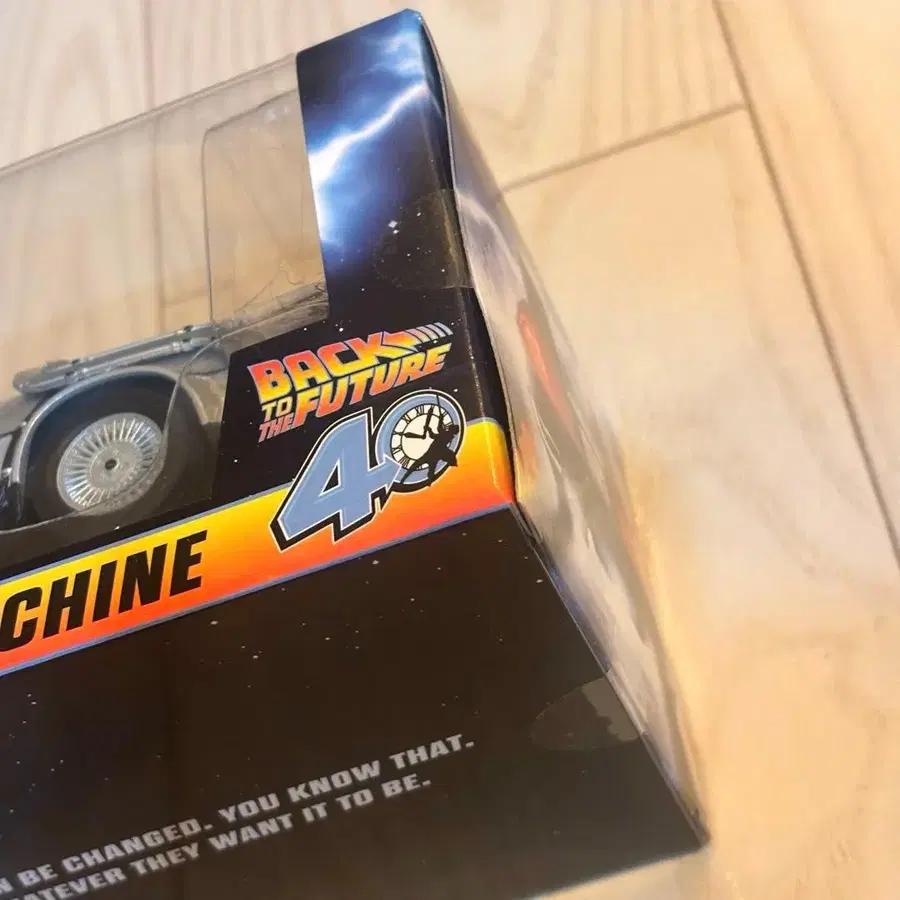 BACK
TO THE FUTURE
40
CHINE
N BE CHANGED. YOU KNOW THAT.
HATEVER THEY WANT IT TO BE.